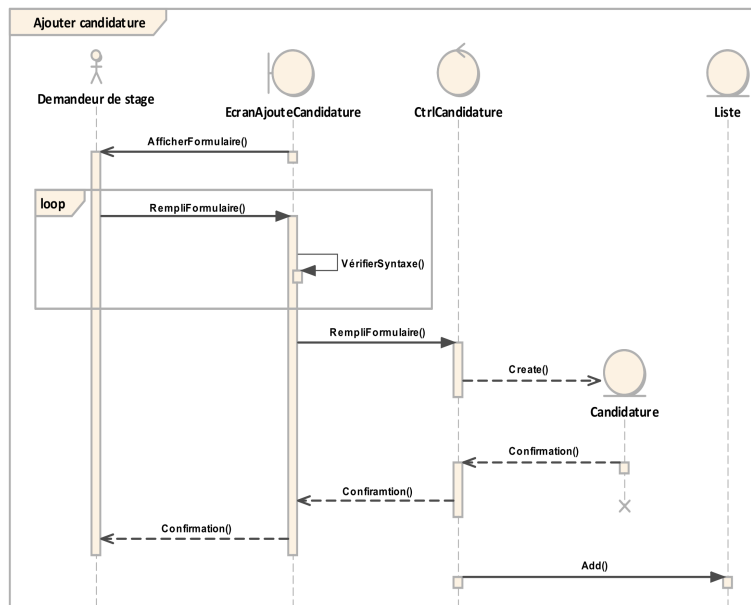 Ajouter candidature
Demandeur de stage
EcranAjouteCandidature
CtrlCandidature
Liste
AfficherFormulaire()
loop
RempliFormulaire()
VérifierSyntaxe()
RempliFormulaire()
Create()
Candidature
Confirmation()
Confiramtion()
Confirmation()
Add()